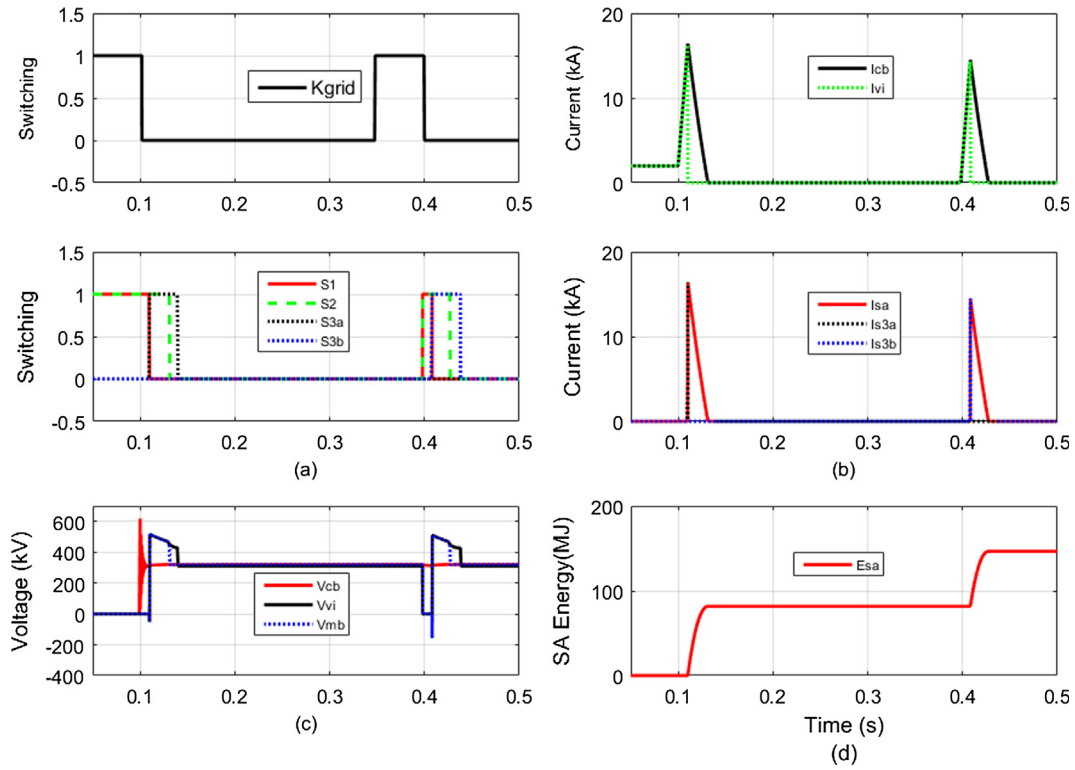 Switching
1.5
1
0.5
0
-0.5
Kgrid
0.1
0.2
0.3
0.4
0.5
Current (kA)
20
10
0
Icb
Ivi
0.1
0.2
0.3
0.4
0.5
Switching
1.5
1
0.5
0
-0.5
S1
S2
S3a
S3b
0.1
0.2
0.3
0.4
0.5
(a)
Current (kA)
20
10
0
Isa
Is3a
Is3b
0.1
0.2
0.3
0.4
0.5
(b)
Voltage (kV)
600
400
200
0
-200
-400
Vcb
Vvi
Vmb
0.1
0.2
0.3
0.4
0.5
(c)
SA Energy(MJ)
200
100
0
Esa
0.1
0.2
0.3
0.4
0.5
Time (s)
(d)